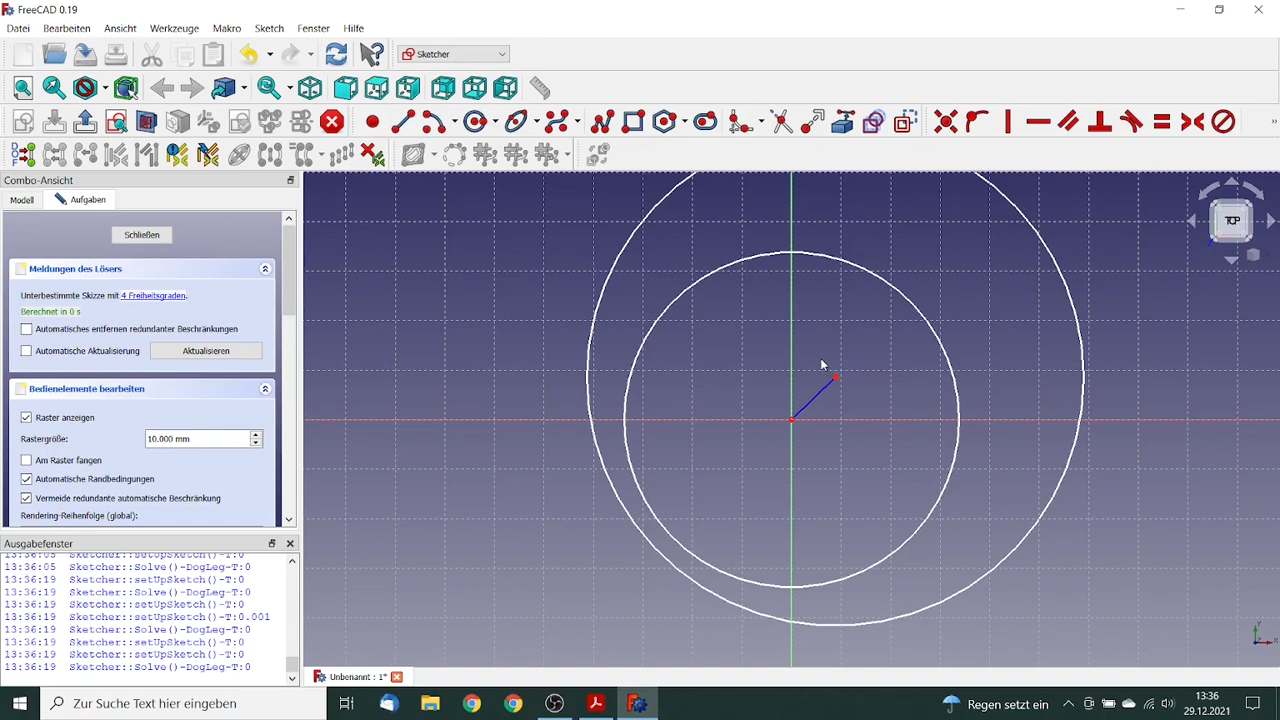 FreeCAD 0.19
Datei Bearbeiten Ansicht Werkzeuge Makro Sketch Fenster Hilfe
Sketcher
Combo-Ansicht
Modell Aufgaben
Schließen
Meldungen des Lösers
Unterbestimmte Skizze mit 4 Freiheitsgraden.
Berechnet in 0 s
Automatisches entfernen redundanter Beschränkungen
Automatische Aktualisierung Aktualisieren
Bedienelemente bearbeiten
Raster anzeigen
Rastergröße: 10.000 mm
Am Raster fangen
Automatische Randbedingungen
Vermeide redundante automatische Beschränkung
Rendering-Reihenfolge (global):
TOP
Ausgabefenster
13:36:05 Sketcher::setUpSketch()-T:0
13:36:05 Sketcher::Solve()-DogLeg-T:0
13:36:19 Sketcher::setUpSketch()-T:0
13:36:19 Sketcher::Solve()-DogLeg-T:0
13:36:19 Sketcher::setUpSketch()-T:0
13:36:19 Sketcher::setUpSketch()-T:0.001
13:36:19 Sketcher::Solve()-DogLeg-T:0
13:36:19 Sketcher::setUpSketch()-T:0
13:36:19 Sketcher::Solve()-DogLeg-T:0
Unbenannt : 1*
Zur Suche Text hier eingeben
Regen setzt ein
13:36
29.12.2021